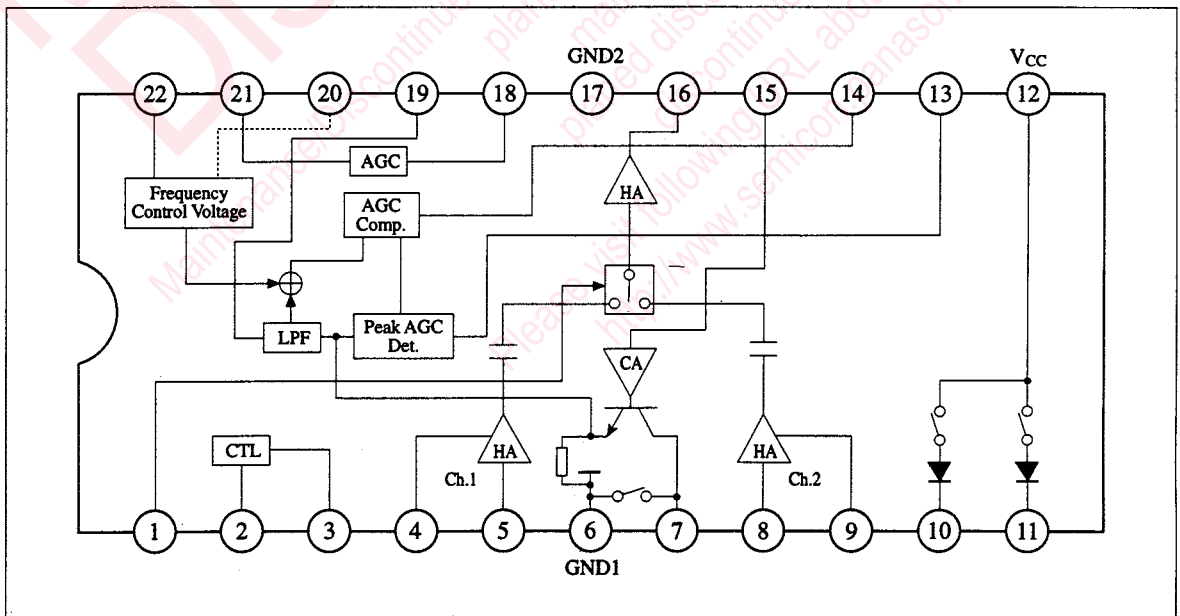 GND2
VCC
22 21 20 19 18 17 16 15 14 13 12
AGC
HA
Frequency
Control Voltage
AGC
Comp.
LPF
Peak AGC
Det.
CA
CTL
HA
Ch.1
HA
Ch.2
1 2 3 4 5 6 7 8 9 10 11
GND1